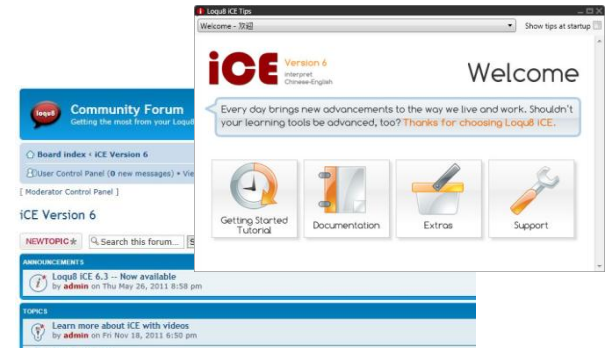 Loqu8 iCE Tips
Welcome - 欢迎
Show tips at startup
iCE Version 6
interpret
Chinese-English
Welcome
Every day brings new advancements to the way we live and work. Shouldn't
your learning tools be advanced, too? Thanks for choosing Loqu8 iCE.
Getting Started
Tutorial
Documentation
Extras
Support
loqu8
Community Forum
Getting the most from your Loqu8
Board index ‹ iCE Version 6
User Control Panel (0 new messages) • Vie
[ Moderator Control Panel ]
iCE Version 6
NEWTOPIC
Search this forum...
ANNOUNCEMENTS
Loqu8 iCE 6.3 -- Now available
by admin on Thu May 26, 2011 8:58 pm
TOPICS
Learn more about iCE with videos
by admin on Fri Nov 18, 2011 6:50 pm